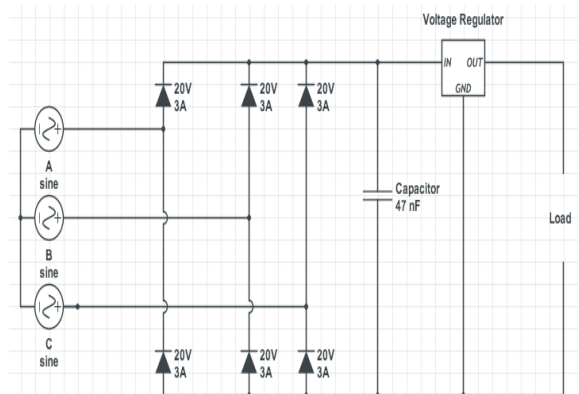 Voltage Regulator
IN OUT
GND
20V
3A
20V
3A
20V
3A
A
sine
Capacitor
47 nF
B
sine
Load
C
sine
20V
3A
20V
3A
20V
3A